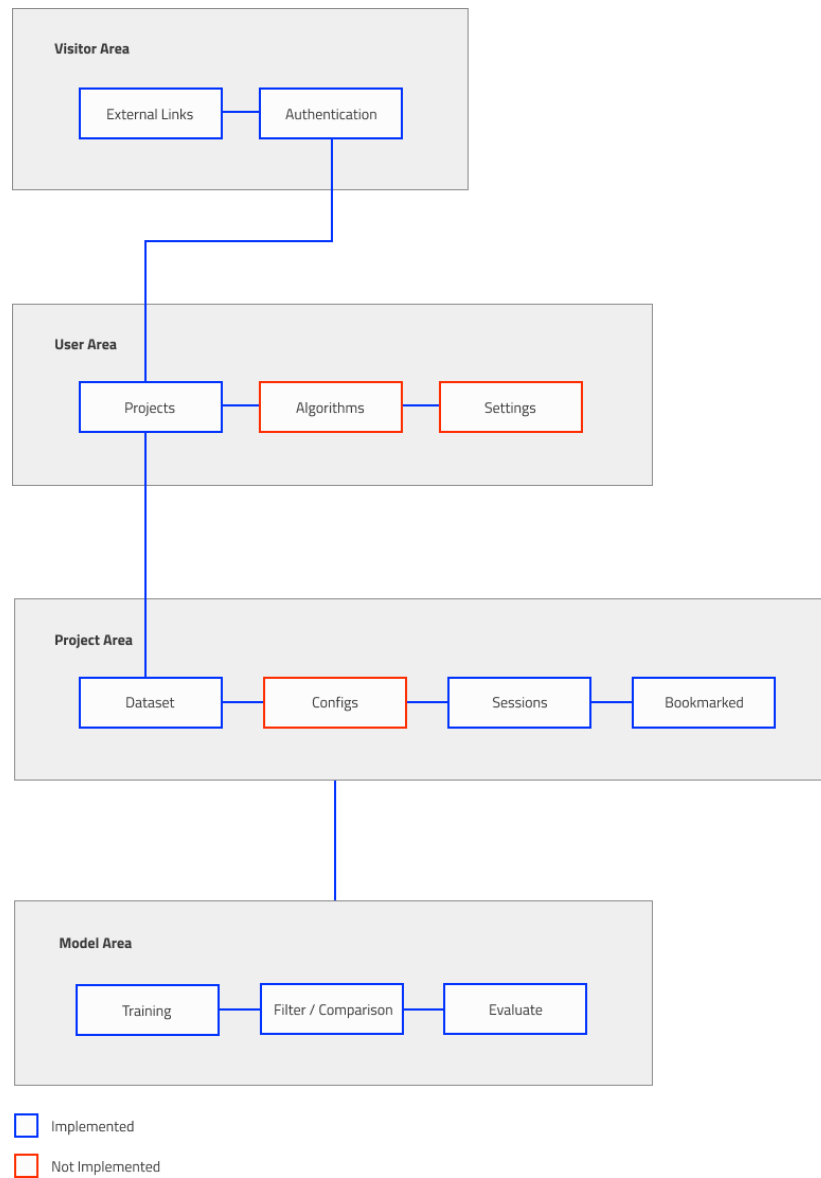 Visitor Area
External Links
Authentication
User Area
Projects
Algorithms
Settings
Project Area
Dataset
Configs
Sessions
Bookmarked
Model Area
Training
Filter / Comparison
Evaluate
Implemented
Not Implemented